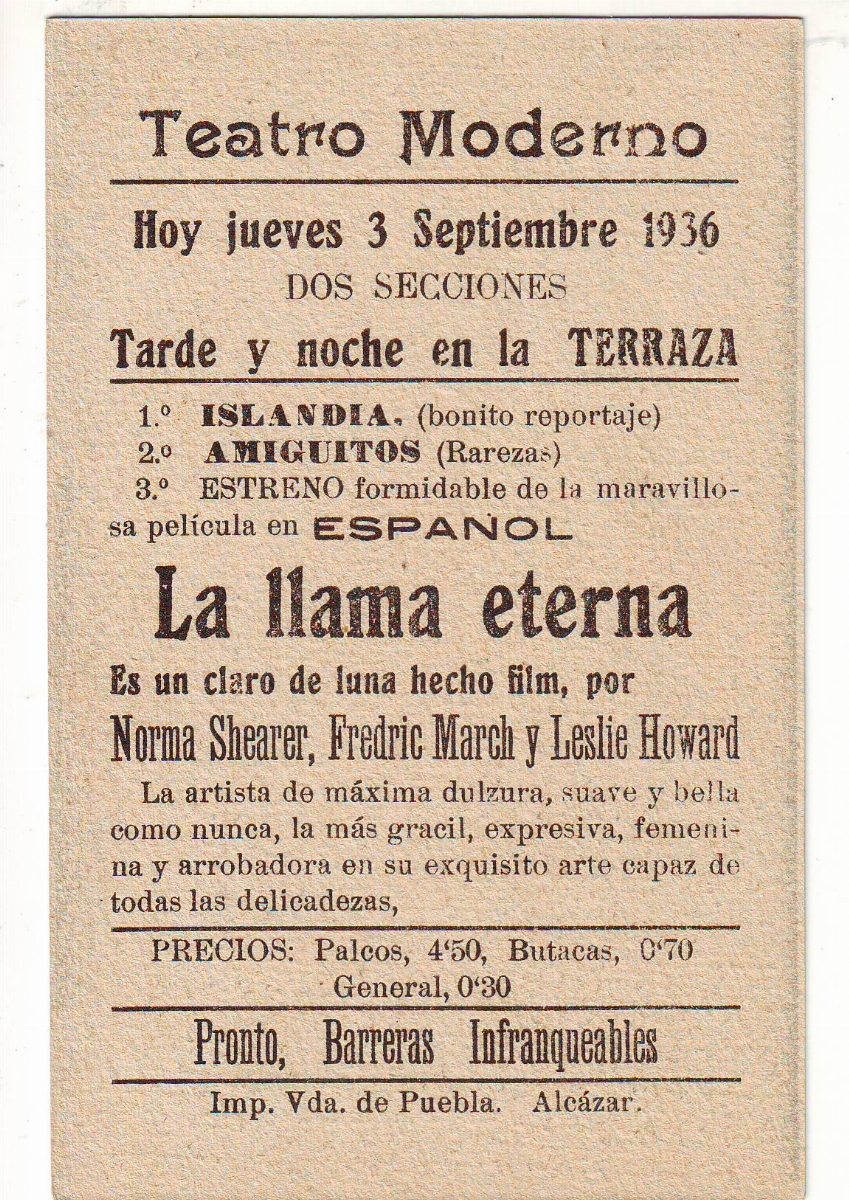 Teatro Moderno
Hoy jueves 3 Septiembre 1936
DOS SECCIONES
Tarde y noche en la TERRAZA
1.º ISLANDIA, (bonito reportaje)
2.º AMIGUITOS (Rarezas)
3.º ESTRENO formidable de la maravillo-
sa película en ESPAÑOL
La llama eterna
Es un claro de luna hecho film, por
Norma Shearer, Fredric March y Leslie Howard
La artista de máxima dulzura, suave y bella
como nunca, la más gracil, expresiva, femeni-
na y arrobadora en su exquisito arte capaz de
todas las delicadezas,
PRECIOS: Palcos, 4‘50, Butacas, 0‘70
General, 0‘30
Pronto, Barreras Infranqueables
Imp. Vda. de Puebla. Alcázar.